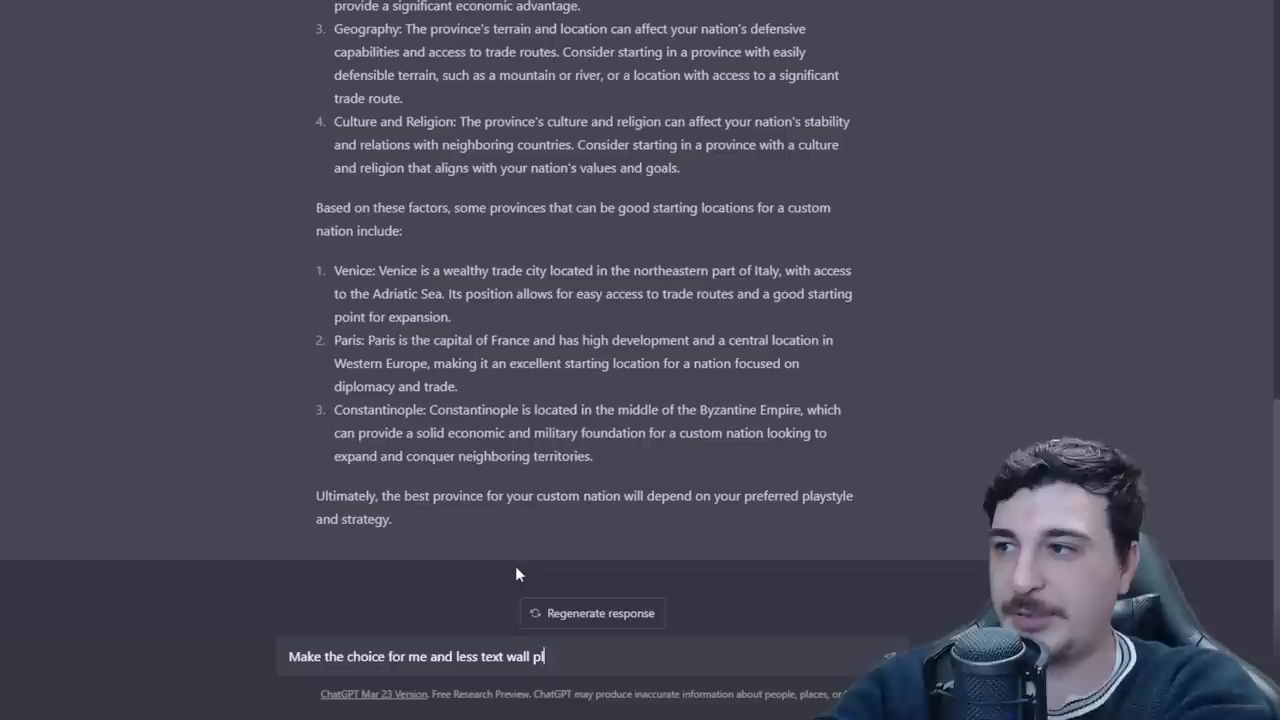 provide a significant economic advantage.
3. Geography: The province's terrain and location can affect your nation's defensive
capabilities and access to trade routes. Consider starting in a province with easily
defensible terrain, such as a mountain or river, or a location with access to a significant
trade route.
4. Culture and Religion: The province's culture and religion can affect your nation's stability
and relations with neighboring countries. Consider starting in a province with a culture
and religion that aligns with your nation's values and goals.
Based on these factors, some provinces that can be good starting locations for a custom
nation include:
1. Venice: Venice is a wealthy trade city located in the northeastern part of Italy, with access
to the Adriatic Sea. Its position allows for easy access to trade routes and a good starting
point for expansion.
2. Paris: Paris is the capital of France and has high development and a central location in
Western Europe, making it an excellent starting location for a nation focused on
diplomacy and trade.
3. Constantinople: Constantinople is located in the middle of the Byzantine Empire, which
can provide a solid economic and military foundation for a custom nation looking to
expand and conquer neighboring territories.
Ultimately, the best province for your custom nation will depend on your preferred playstyle
and strategy.
Regenerate response
Make the choice for me and less text wall pl
ChatGPT Mar 23 Version. Free Research Preview. ChatGPT may produce inaccurate information about people, places, or